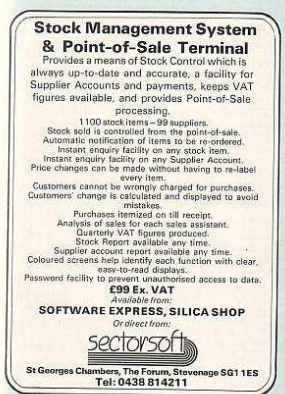 Stock Management System
& Point-of-Sale Terminal
Provides a means of Stock Control which is
always up-to-date and accurate, a facility for
Supplier Accounts and payments, keeps VAT
figures available, and provides Point-of-Sale
processing.
1100 stock items – 99 suppliers.
Stock sold is controlled from the point-of-sale.
Automatic notification of items to be re-ordered.
Instant enquiry facility on any stock item.
Instant enquiry facility on any Supplier Account.
Price changes can be made without having to re-label
every item.
Customers cannot be wrongly charged for purchases.
Customers' change is calculated and displayed to avoid
mistakes.
Purchases itemized on till receipt.
Analysis of sales for each sales assistant.
Quarterly VAT figures produced.
Stock Report available any time.
Supplier account report available any time.
Coloured screens help identify each function with clear,
easy-to-read displays.
Password facility to prevent unauthorised access to data.
£99 Ex. VAT
Available from:
SOFTWARE EXPRESS, SILICA SHOP
Or direct from:
sectorsoft
St Georges Chambers, The Forum, Stevenage SG1 1ES
Tel: 0438 814211